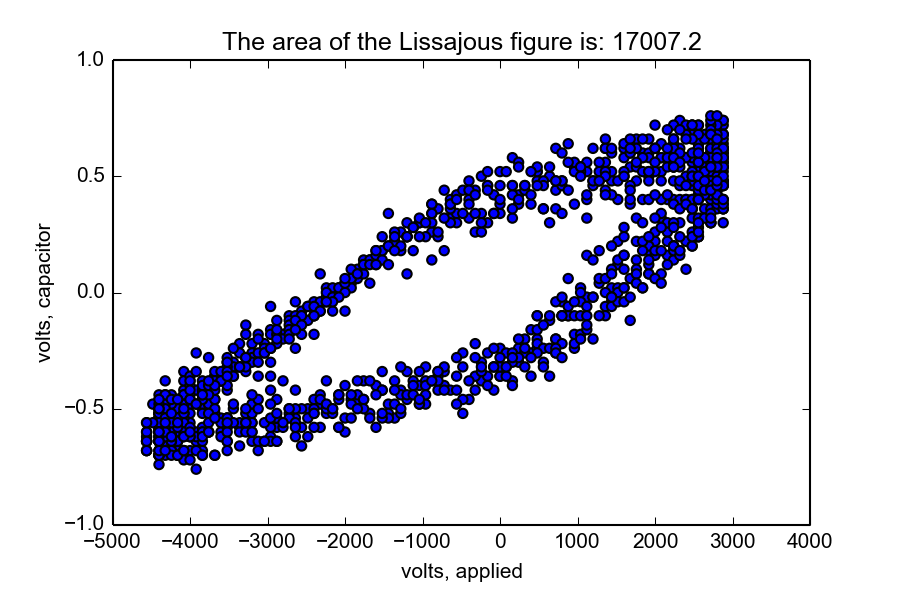 The area of the Lissajous figure is: 17007.2
1.0
0.5
0.0
−0.5
−1.0
volts, capacitor
−5000 −4000 −3000 −2000 −1000 0 1000 2000 3000 4000
volts, applied